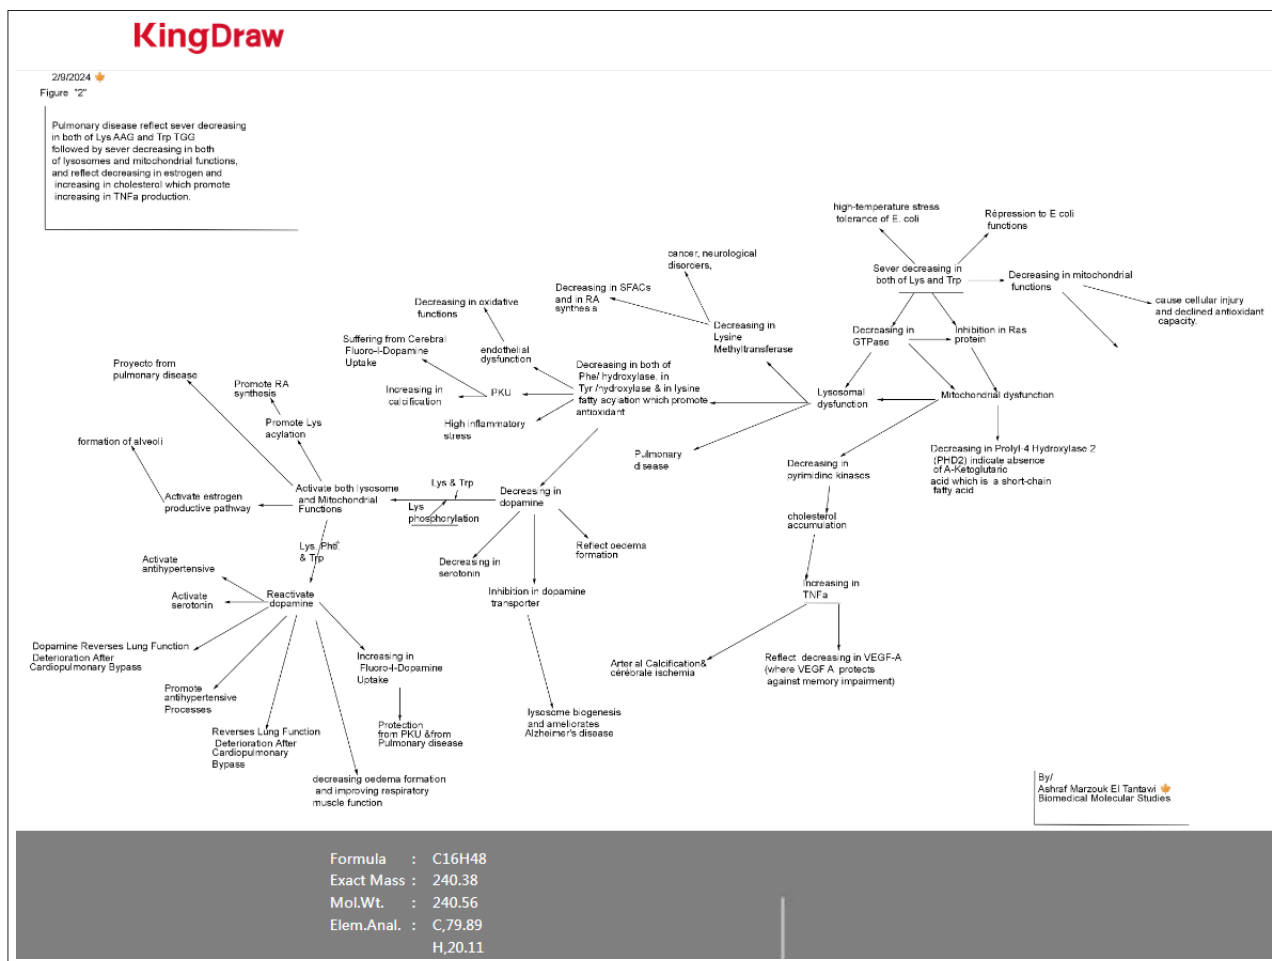 KingDraw
2/9/2024
Figure "2"
Pulmonary disease reflect sever decreasing
in both of Lys AAG and Trp TGG
followed by sever decreasing in both
of lysosomes and mitochondrial functions,
and reflect decreasing in estrogen and
increasing in cholesterol which promote
increasing in TNFa production.
high-temperature stress
tolerance of E. coli
Répression to E coli
functions
Sever decreasing in
both of Lys and Trp
Decreasing in mitochondrial
functions
cause cellular injury
and declined antioxidant
capacity.
cancer, neurological
disorders,
Decreasing in SFACs
and in RA
synthesis
Decreasing in
Lysine
Methyltransferase
Decreasing in
GTPase
Inhibition in Ras
protein
Decreasing in oxidative
functions
Suffering from Cerebral
Fluoro-l-Dopamine
Uptake
endothelial
dysfunction
Decreasing in both of
Phe/ hydroxylase, in
Tyr /hydroxylase & in lysine
fatty acylation which promote
antioxidant
Lysosomal
dysfunction
Mitochondrial dysfunction
Proyecto from
pulmonary disease
Promote RA
synthesis
Increasing in
calcification
PKU
High inflammatory
stress
Promote Lys
acylation
formation of alveoli
Pulmonary
disease
Decreasing in
pyrimidine kinases
Decreasing in Prolyl-4 Hydroxylase 2
(PHD2) indicate absence
of A-Ketoglutaric
acid which is a short-chain
fatty acid
Activate estrogen
productive pathway
Activate both lysosome
and Mitochondrial
Functions
Lys & Trp
Lys
phosphorylation
Decreasing in
dopamine
cholesterol
accumulation
Lys, Phe,
& Trp
Activate
antihypertensive
Activate
serotonin
Reactivate
dopamine
Decreasing in
serotonin
Reflect oedema
formation
Inhibition in dopamine
transporter
Increasing in
TNFa
Dopamine Reverses Lung Function
Deterioration After
Cardiopulmonary Bypass
Increasing in
Fluoro-l-Dopamine
Uptake
Arterial Calcification&
cérébrale ischemia
Reflect decreasing in VEGF-A
(where VEGF A protects
against memory impairment)
Promote
antihypertensive
Processes
Reverses Lung Function
Deterioration After
Cardiopulmonary
Bypass
Protection
from PKU &from
Pulmonary disease
lysosome biogenesis
and ameliorates
Alzheimer's disease
decreasing oedema formation
and improving respiratory
muscle function
By/
Ashraf Marzouk El Tantawi
Biomedical Molecular Studies
Formula : C16H48
Exact Mass : 240.38
Mol.Wt. : 240.56
Elem.Anal. : C,79.89
H,20.11